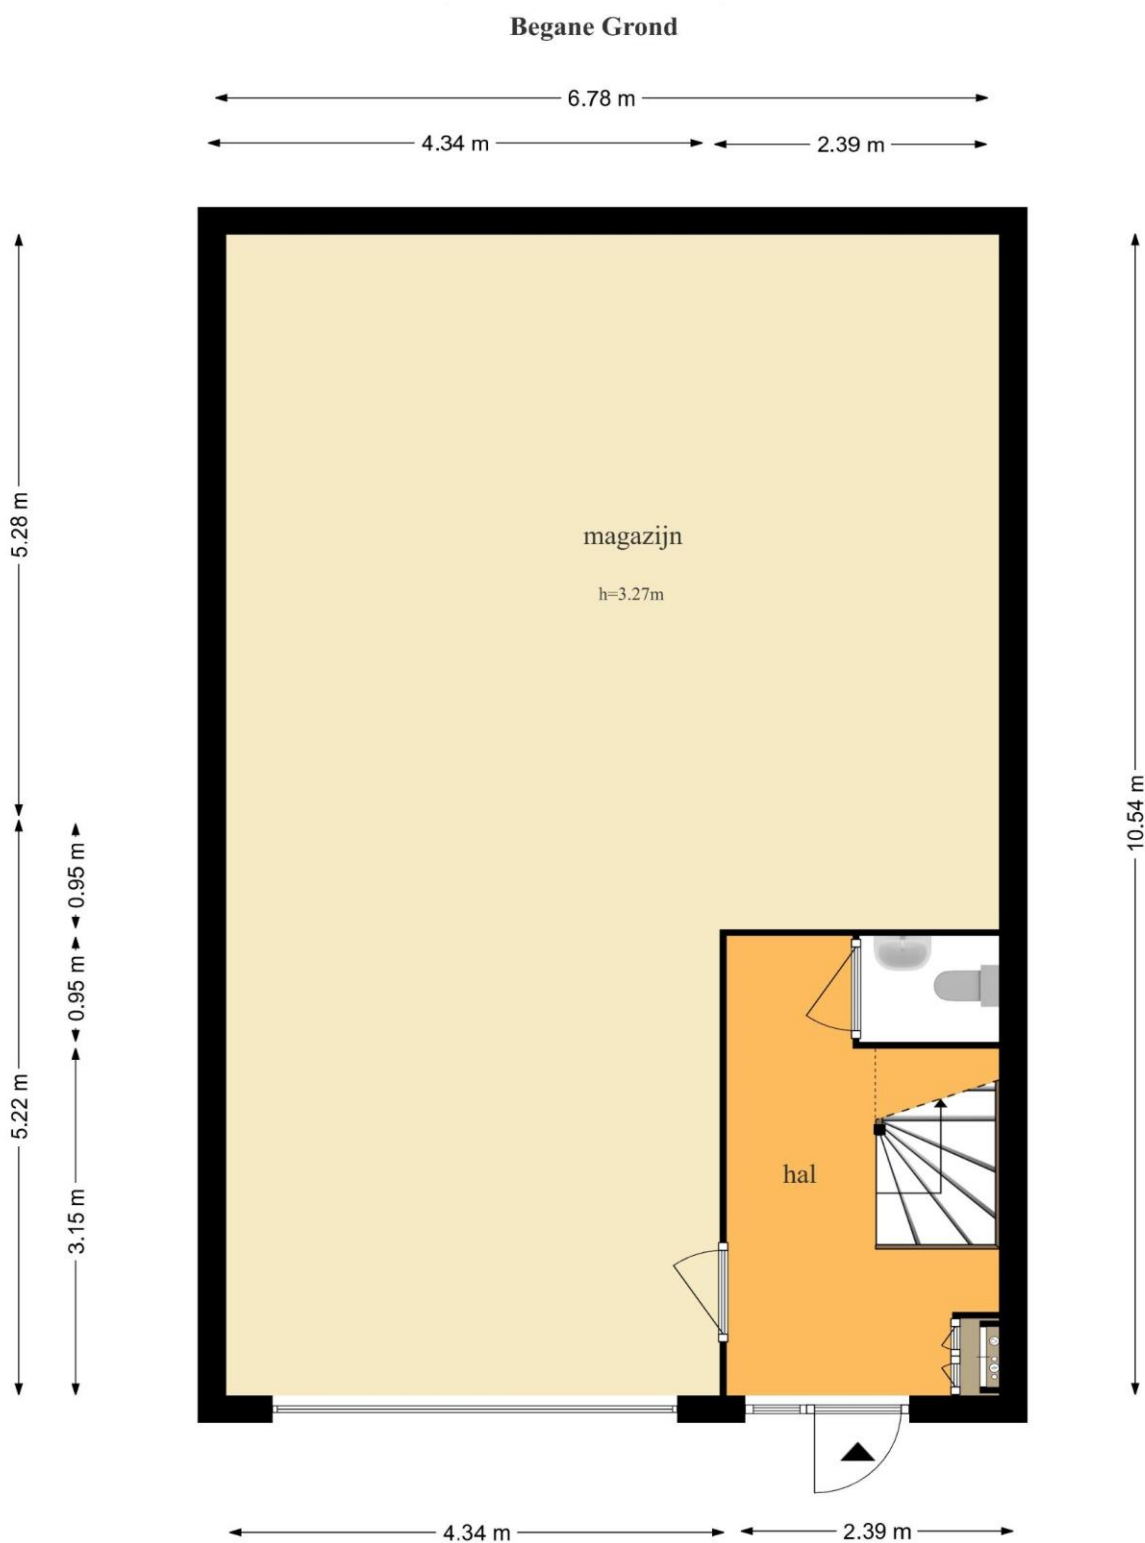 Begane Grond
6.78 m
4.34 m
2.39 m
5.28 m
magazijn
h=3.27m
10.54 m
0.95 m
0.95 m
5.22 m
3.15 m
hal
4.34 m
2.39 m